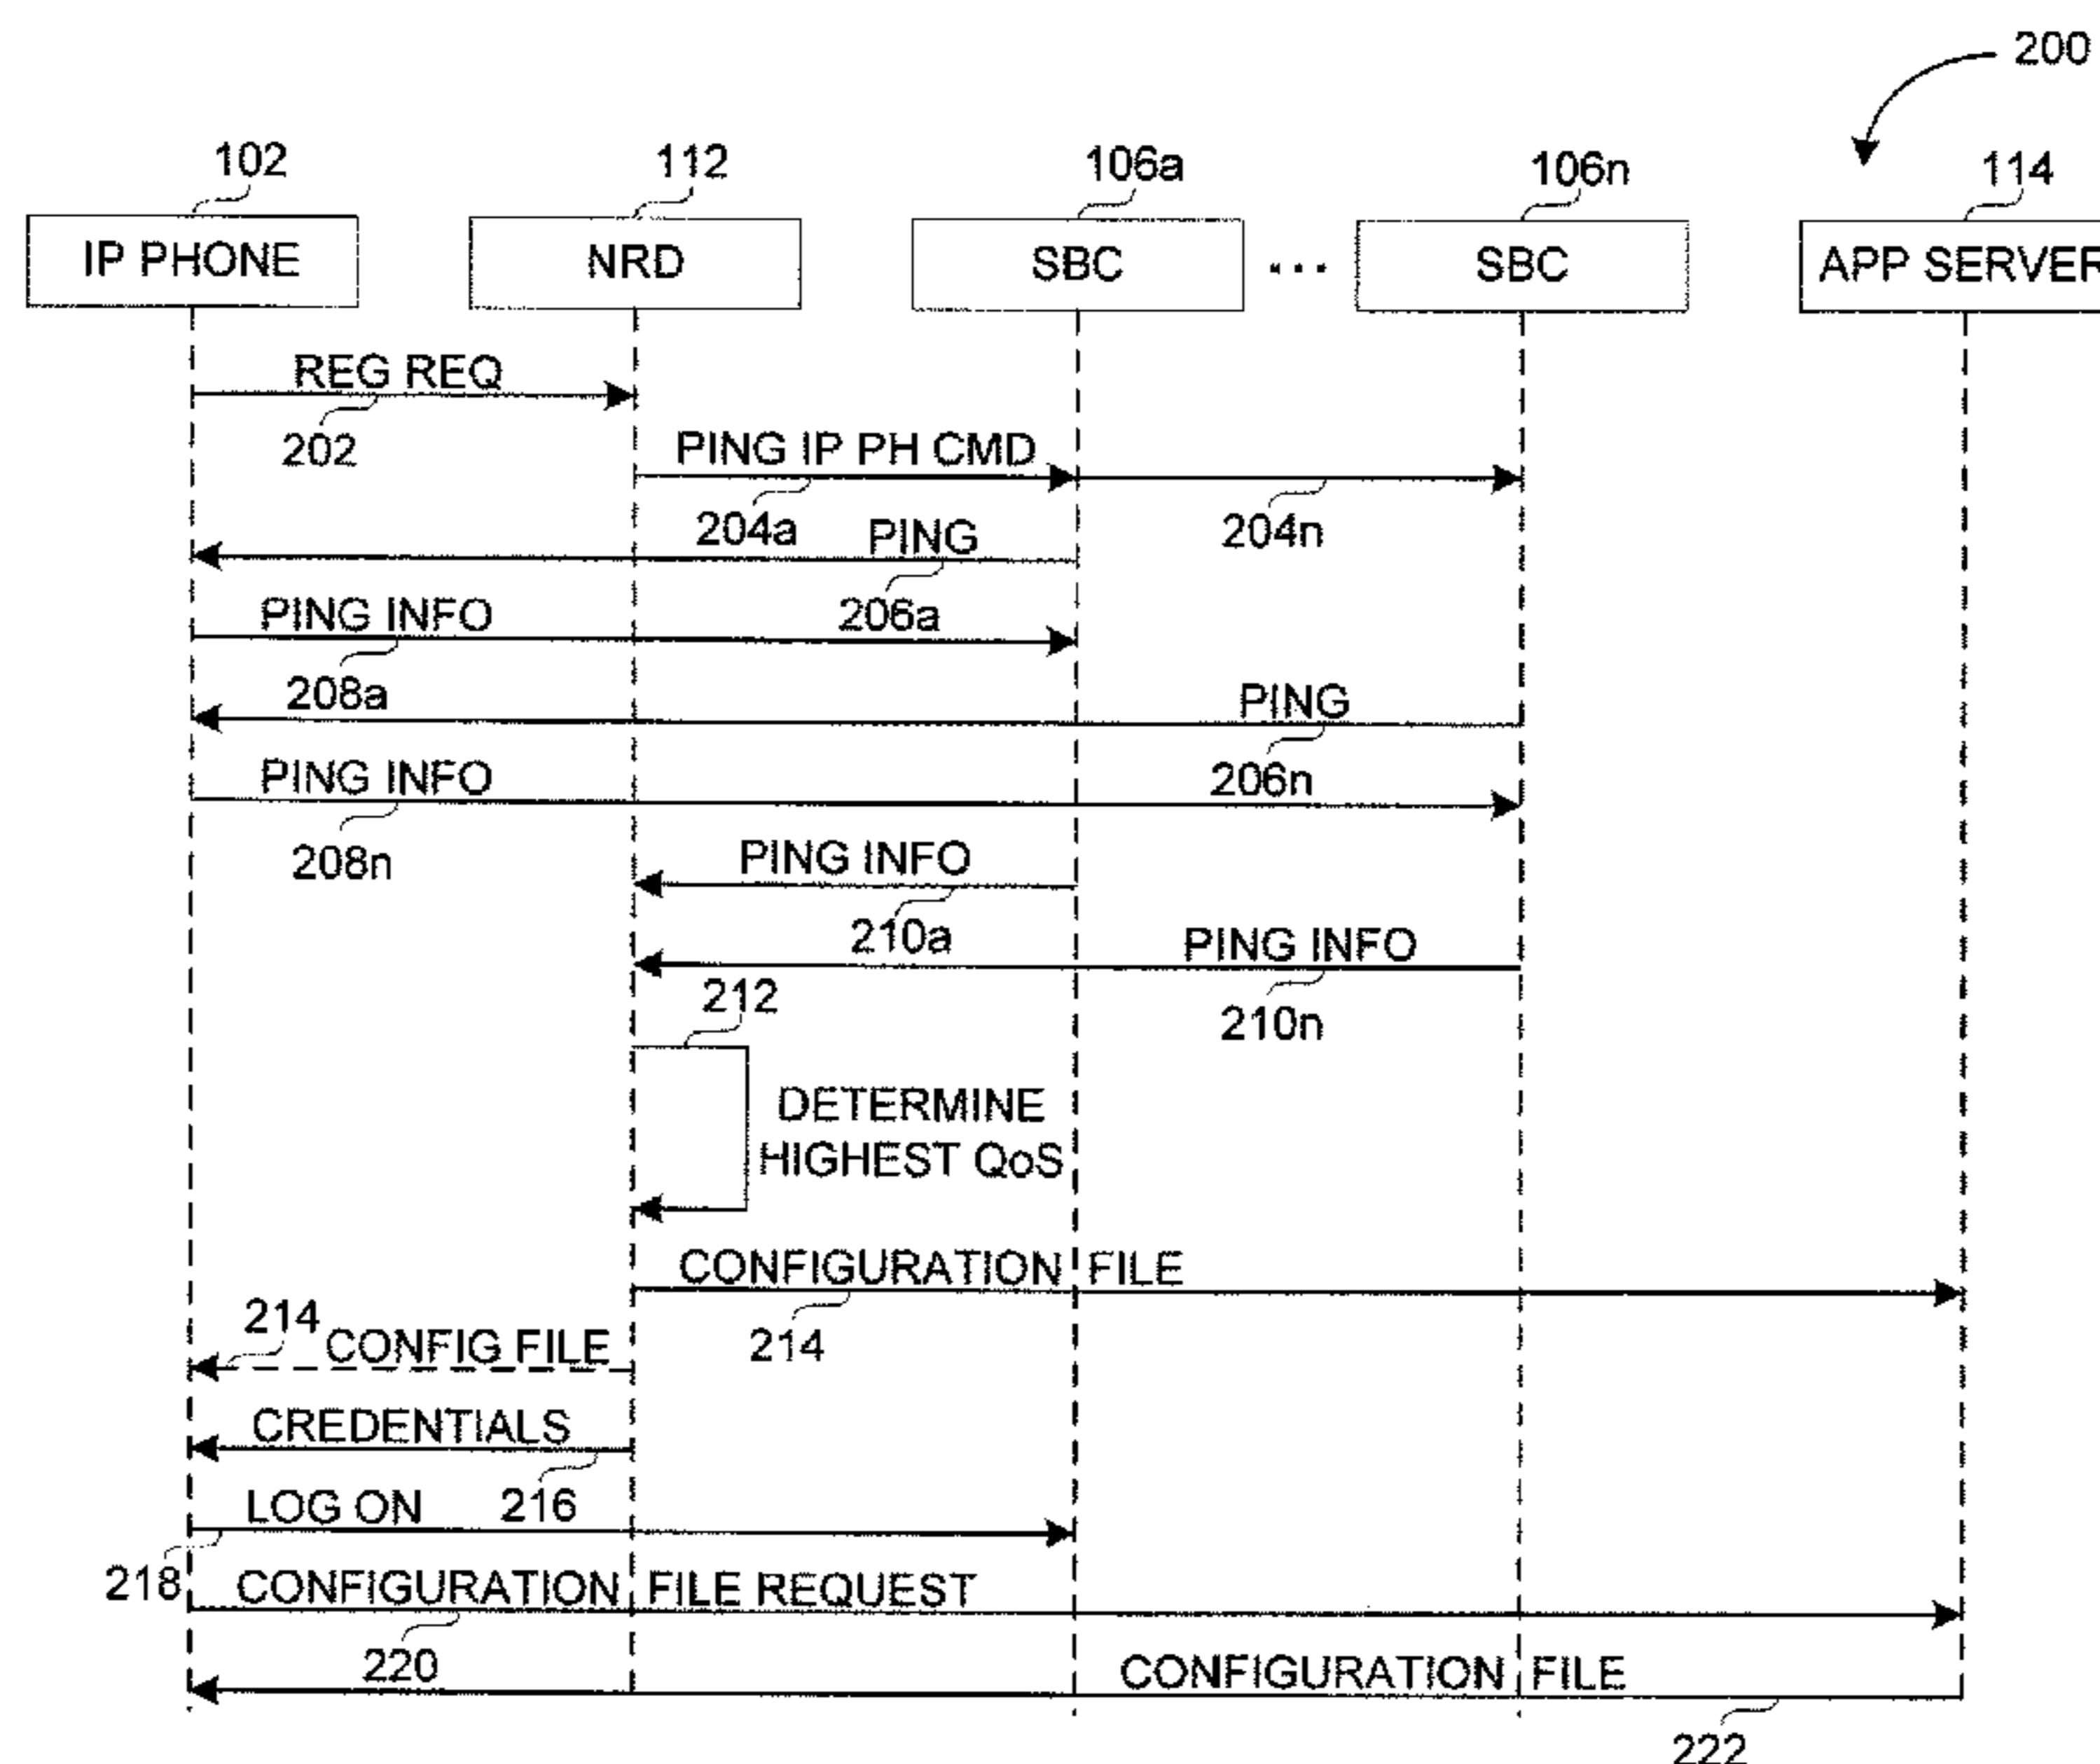 200
102
112
106a
106n
114
IP PHONE
NRD
SBC
...
SBC
APP SERVER
REG REQ
202
PING IP PH CMD
204a
204n
PING
206a
PING INFO
208a
PING
206n
PING INFO
208n
PING INFO
210a
PING INFO
210n
212
DETERMINE
HIGHEST QoS
CONFIGURATION FILE
214
214
CONFIG FILE
CREDENTIALS
216
LOG ON
218
CONFIGURATION FILE REQUEST
220
CONFIGURATION FILE
222